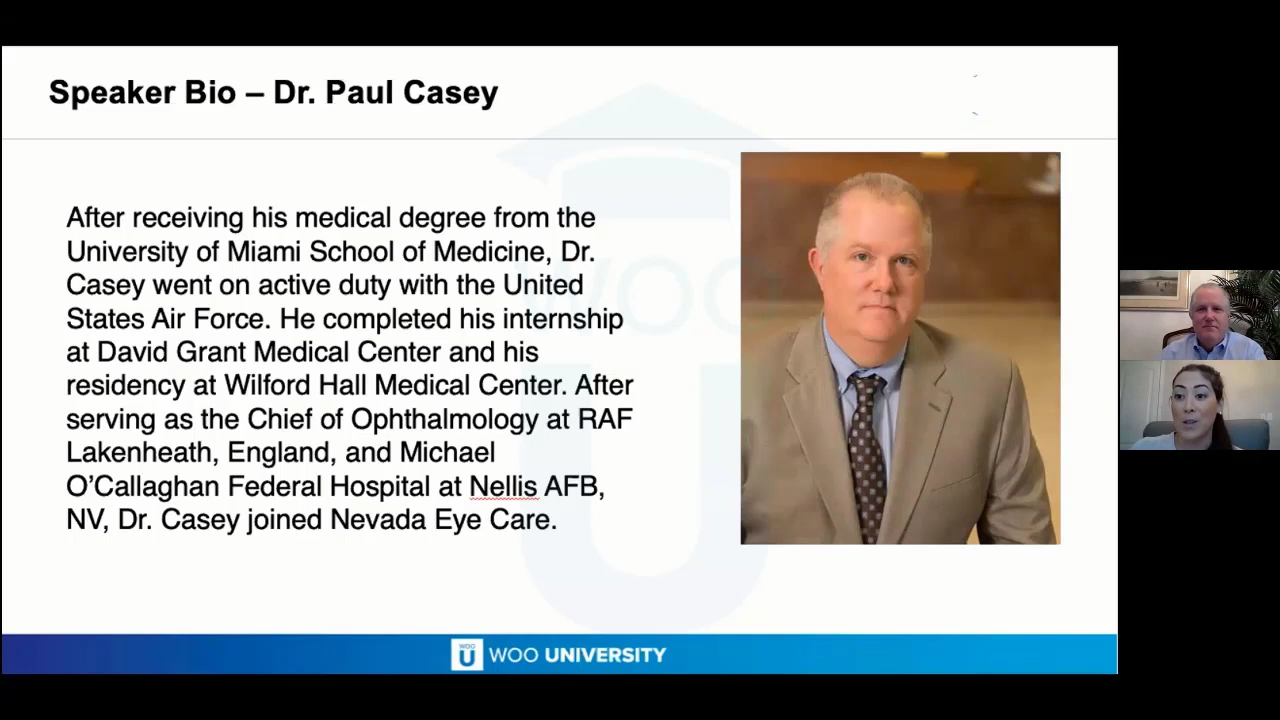 Speaker Bio – Dr. Paul Casey
After receiving his medical degree from the
University of Miami School of Medicine, Dr.
Casey went on active duty with the United
States Air Force. He completed his internship
at David Grant Medical Center and his
residency at Wilford Hall Medical Center. After
serving as the Chief of Ophthalmology at RAF
Lakenheath, England, and Michael
O’Callaghan Federal Hospital at Nellis AFB,
NV, Dr. Casey joined Nevada Eye Care.
WOO
U
WOO UNIVERSITY